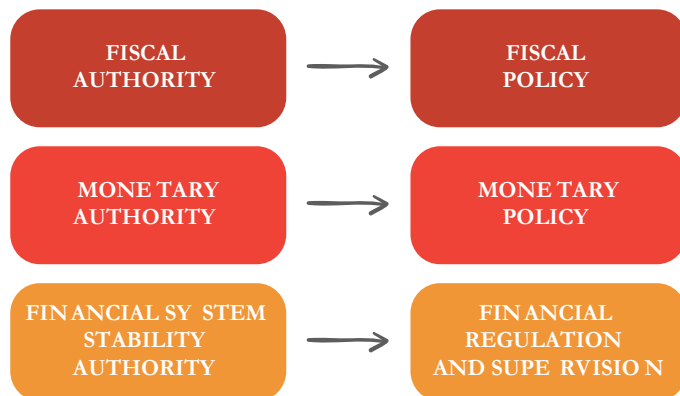 FISCAL
AUTHORITY
FISCAL
POLICY
MONE TARY
AUTHORITY
MONE TARY
POLICY
FIN ANCIAL SY STEM
STABILITY
AUTHORITY
FIN ANCIAL
REGULATION
AND SUPE RVISIO N